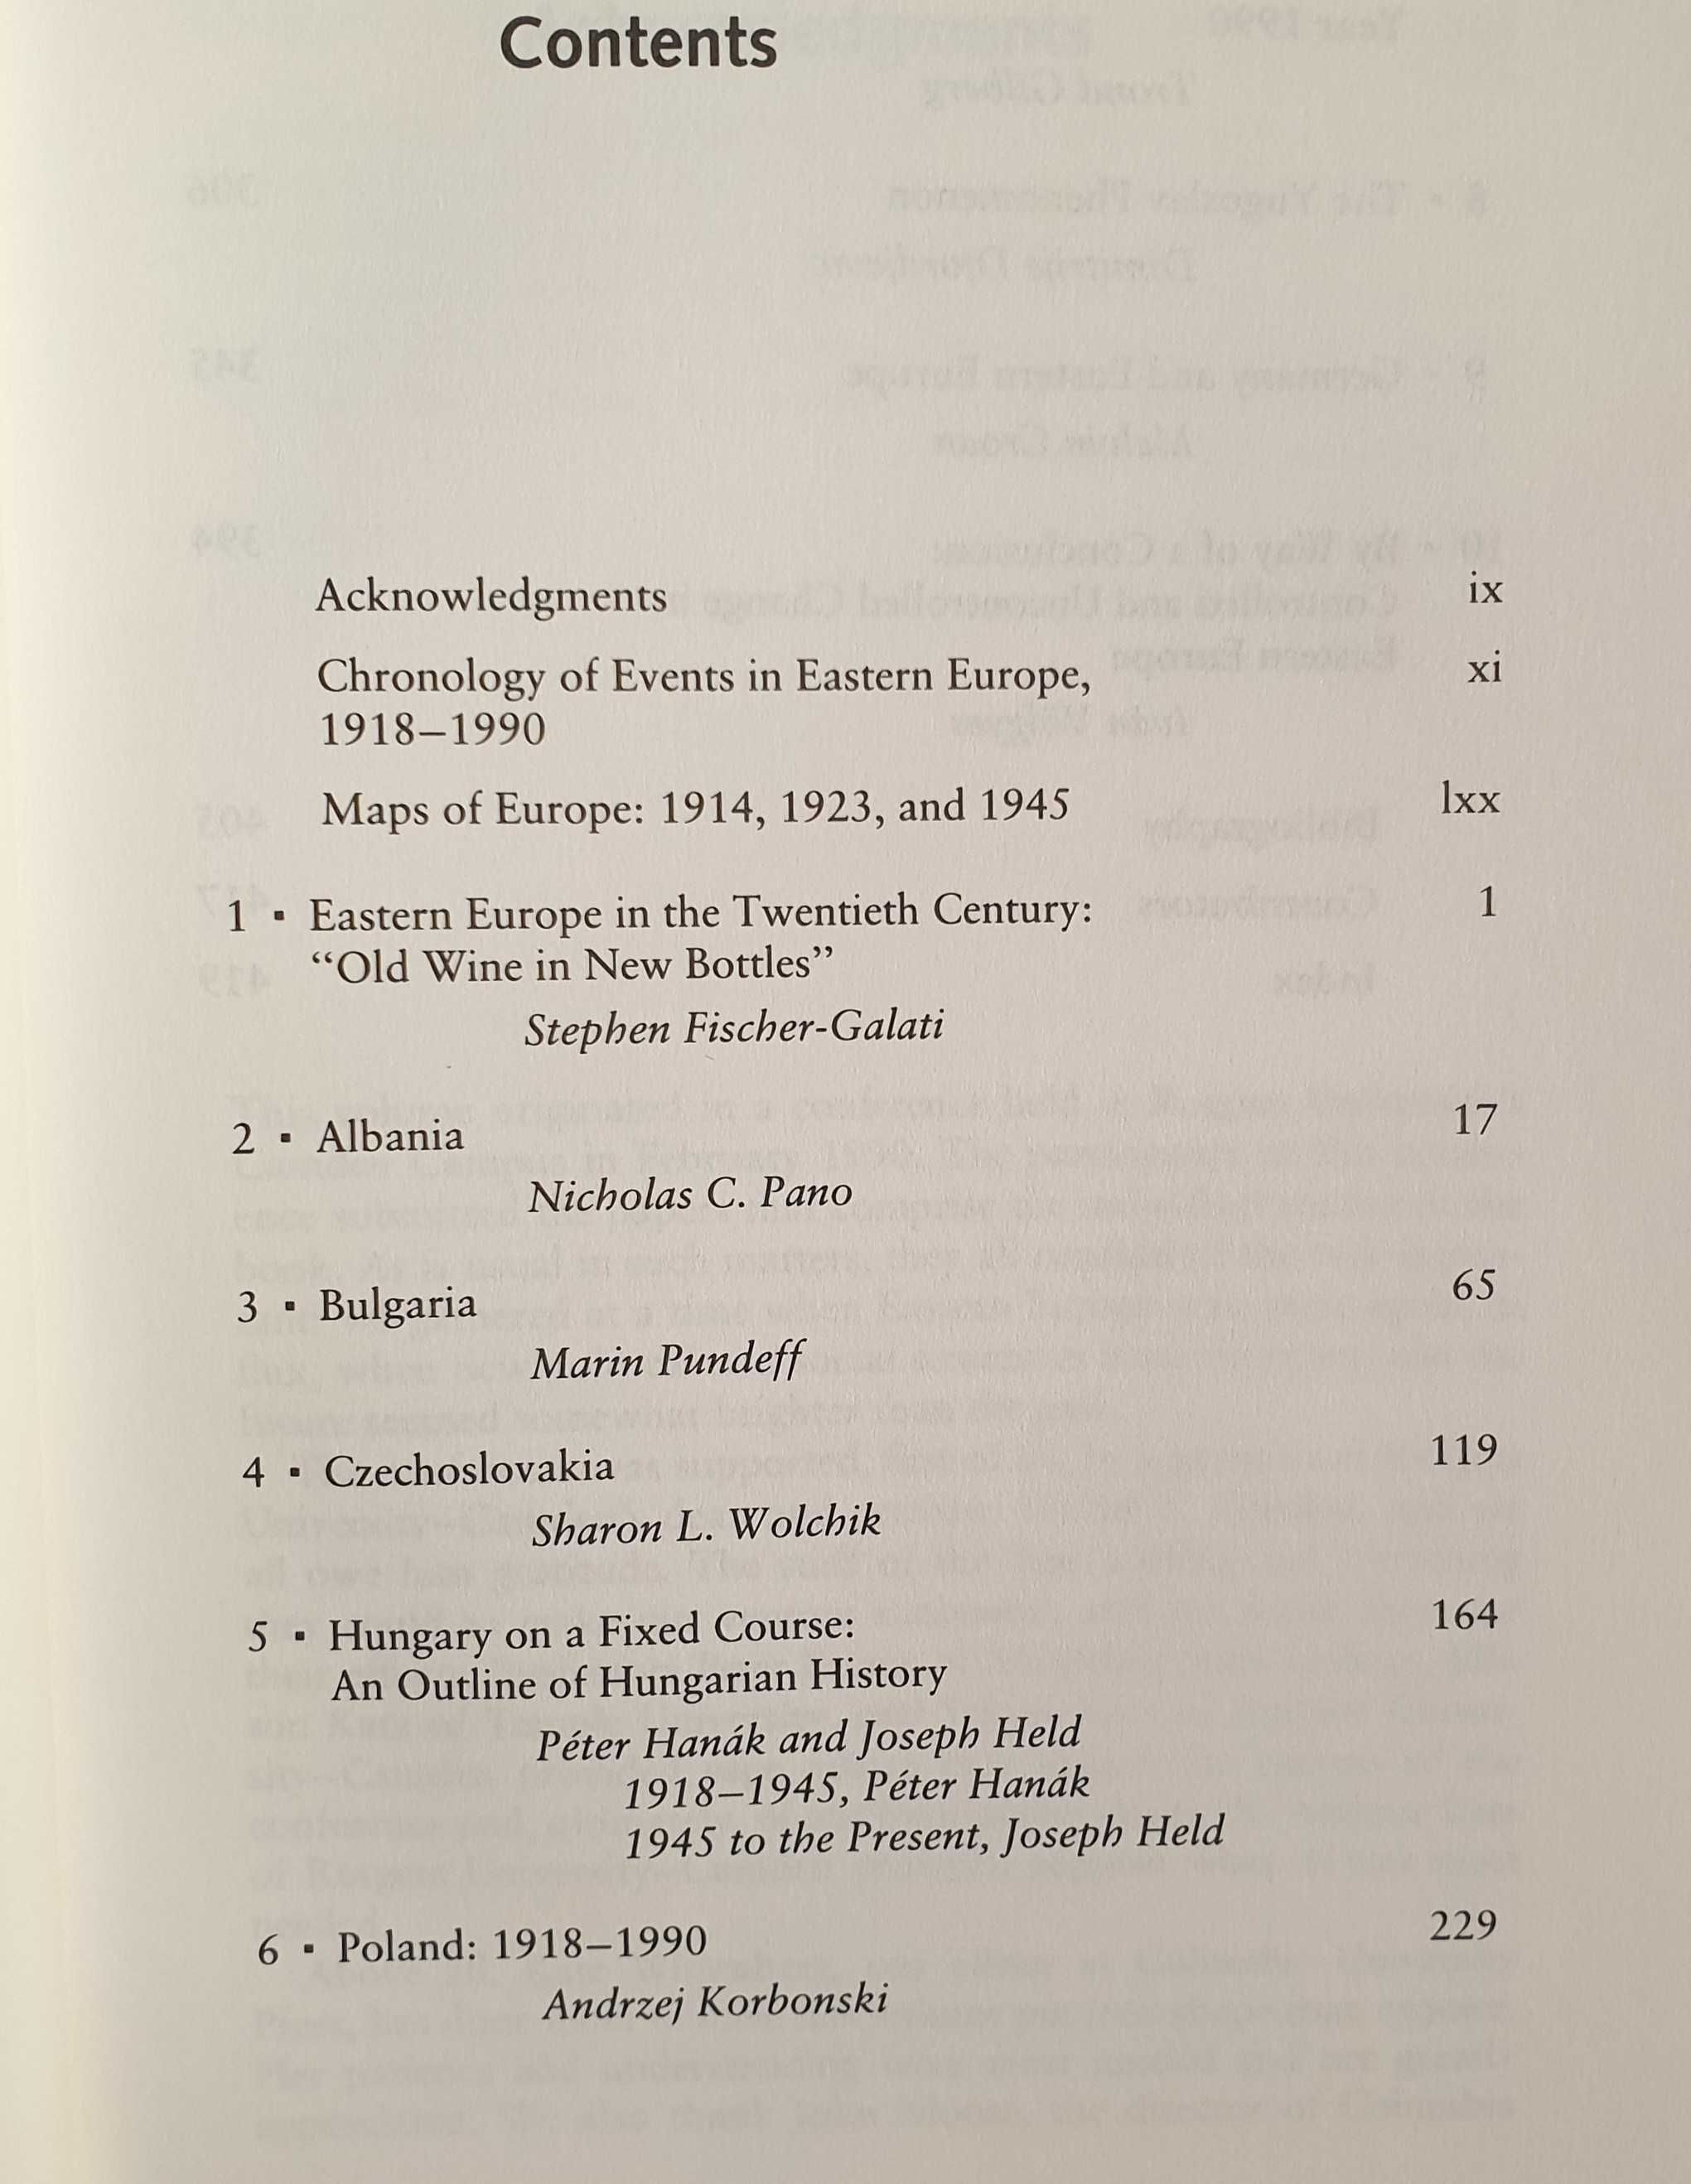 Contents
Acknowledgments ix
Chronology of Events in Eastern Europe, xi
1918–1990
Maps of Europe: 1914, 1923, and 1945 lxx
1 ▪ Eastern Europe in the Twentieth Century: 1
“Old Wine in New Bottles”
Stephen Fischer-Galati
2 ▪ Albania 17
Nicholas C. Pano
3 ▪ Bulgaria 65
Marin Pundeff
4 ▪ Czechoslovakia 119
Sharon L. Wolchik
5 ▪ Hungary on a Fixed Course: 164
An Outline of Hungarian History
Péter Hanák and Joseph Held
1918–1945, Péter Hanák
1945 to the Present, Joseph Held
6 ▪ Poland: 1918–1990 229
Andrzej Korbonski